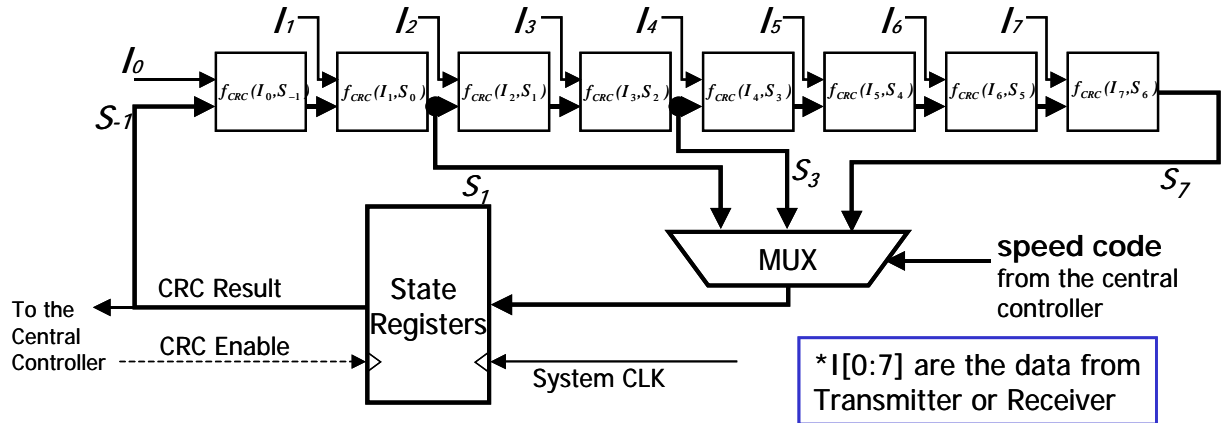 I1 I2 I3 I4 I5 I6 I7
I0
fCRC(I0,S-1) fCRC(I1,S0) fCRC(I2,S1) fCRC(I3,S2) fCRC(I4,S3) fCRC(I5,S4) fCRC(I6,S5) fCRC(I7,S6)
S-1
S1
S3
S7
MUX
speed code
from the central
controller
CRC Result
State
Registers
To the
Central
Controller
CRC Enable
System CLK
*I[0:7] are the data from
Transmitter or Receiver